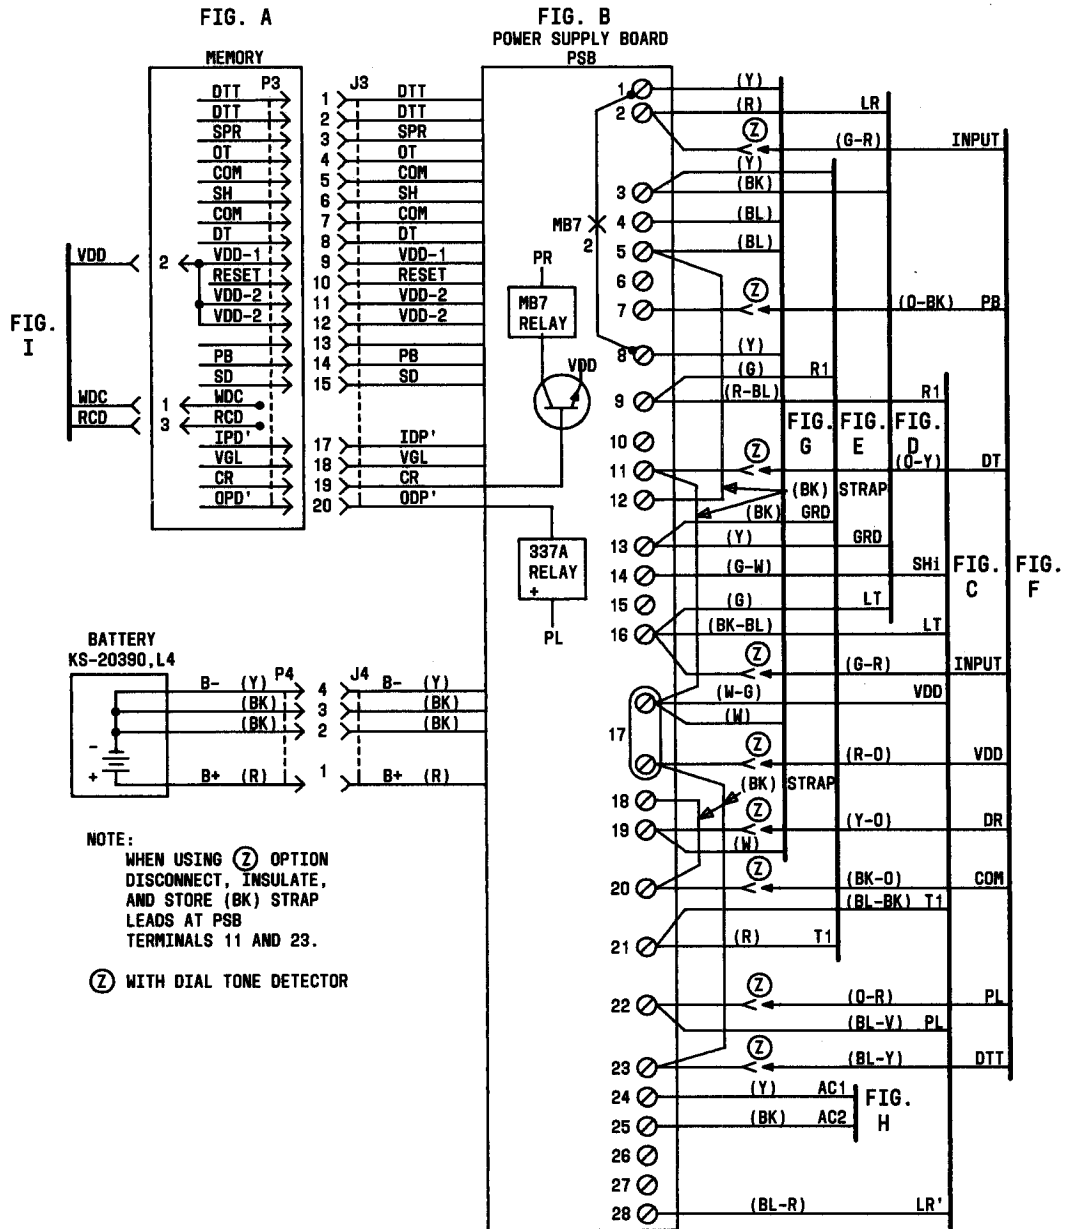 FIG. A
FIG. B
POWER SUPPLY BOARD
PSB
MEMORY
P3
J3
DTT 1 DTT
DTT 2 DTT
SPR 3 SPR
OT 4 OT
COM 5 COM
SH 6 SH
COM 7 COM
DT 8 DT
VDD 2 VDD-1 9 VDD-1
RESET 10 RESET
VDD-2 11 VDD-2
VDD-2 12 VDD-2
13
PB 14 PB
SD 15 SD
WDC 1 WDC
RCD 3 RCD
IPD' 17 IDP'
VGL 18 VGL
CR 19 CR
OPD' 20 ODP'
FIG.
I
MB7
2
PR
MB7
RELAY
VDD
337A
RELAY
+
PL
BATTERY
KS-20390,L4
P4
J4
B- (Y) 4 B- (Y)
(BK) 3 (BK)
(BK) 2 (BK)
-
+
B+ (R) 1 B+ (R)
NOTE:
WHEN USING Z OPTION
DISCONNECT, INSULATE,
AND STORE (BK) STRAP
LEADS AT PSB
TERMINALS 11 AND 23.
Z WITH DIAL TONE DETECTOR
1 (Y)
2 (R) LR
Z (G-R) INPUT
(Y)
3 (BK)
4 (BL)
5 (BL)
6
7 Z (O-BK) PB
8 (Y)
(G) R1
9 (R-BL) R1
10
FIG.
G
FIG.
E
FIG.
D
11 Z (O-Y) DT
12 (BK) STRAP
(BK) GRD
13 (Y) GRD
14 (G-W) SHi
FIG.
C
FIG.
F
15 (G) LT
16 (BK-BL) LT
Z (G-R) INPUT
(W-G) VDD
17 (W)
Z (R-O) VDD
18 (BK) STRAP
19 Z (Y-O) DR
(W)
20 Z (BK-O) COM
(BL-BK) T1
21 (R) T1
22 Z (O-R) PL
(BL-V) PL
23 Z (BL-Y) DTT
24 (Y) AC1
25 (BK) AC2
FIG.
H
26
27
28 (BL-R) LR'